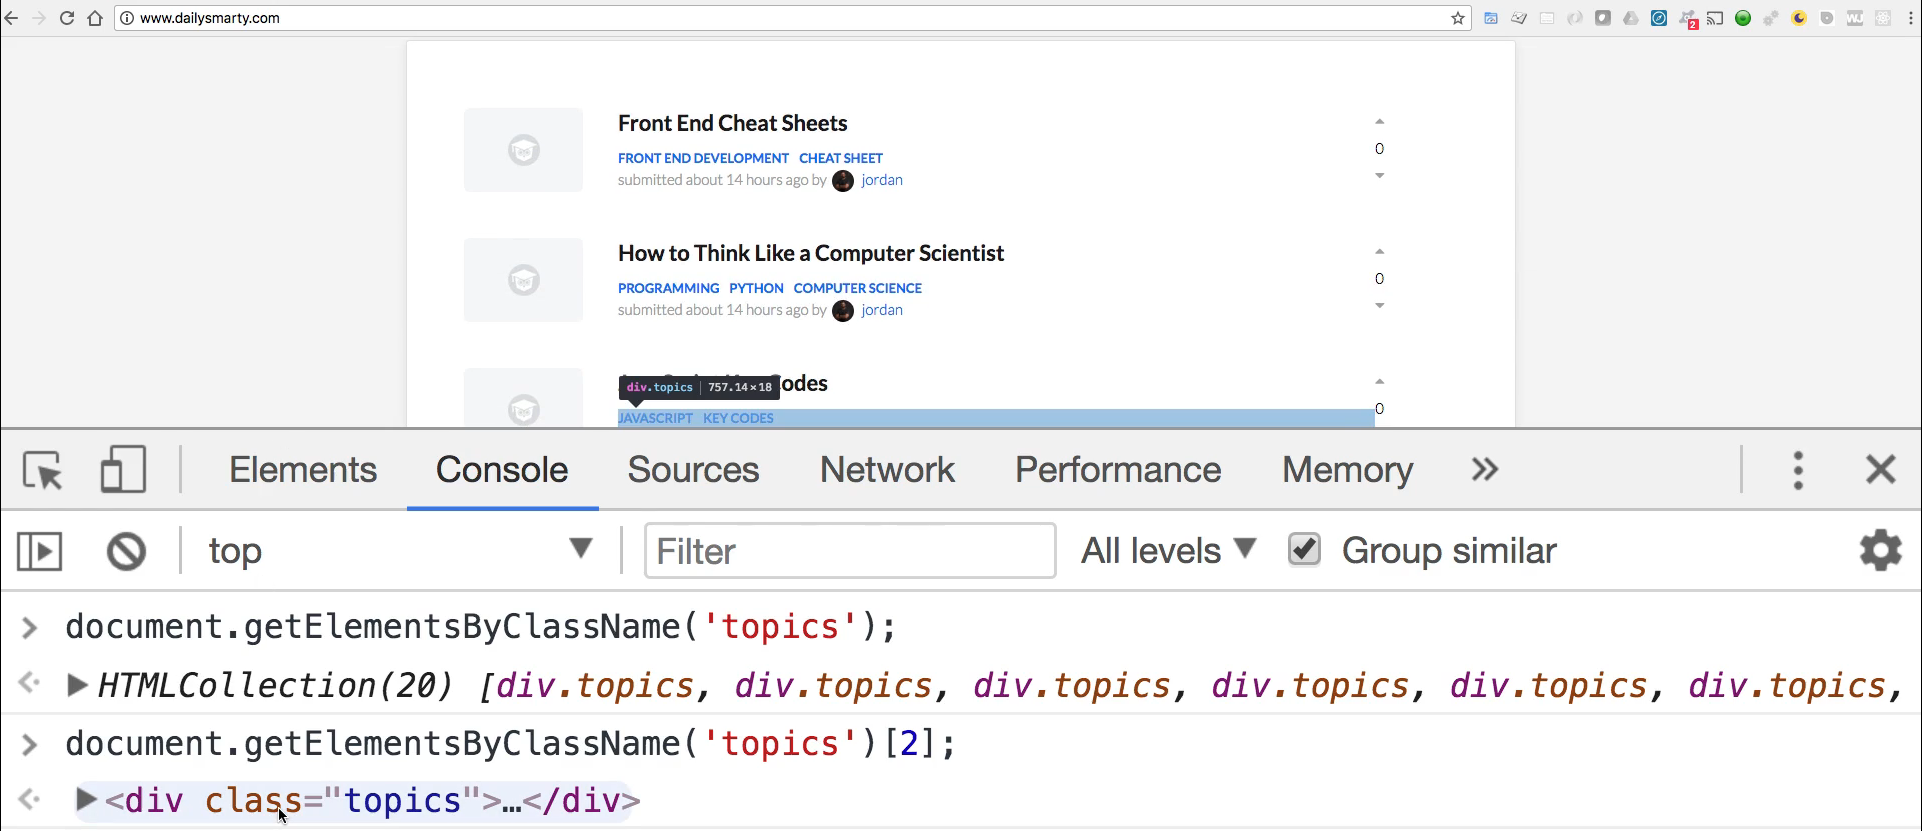 www.dailysmarty.com
2
WJ
Front End Cheat Sheets
FRONT END DEVELOPMENT CHEAT SHEET
submitted about 14 hours ago by jordan
0
How to Think Like a Computer Scientist
PROGRAMMING PYTHON COMPUTER SCIENCE
submitted about 14 hours ago by jordan
0
div.topics 757.14×18
JAVASCRIPT KEY CODES
0
Elements Console Sources Network Performance Memory
top Filter All levels Group similar
document.getElementsByClassName('topics');
HTMLCollection(20) [div.topics, div.topics, div.topics, div.topics, div.topics, div.topics,
document.getElementsByClassName('topics')[2];
<div class="topics">…</div>